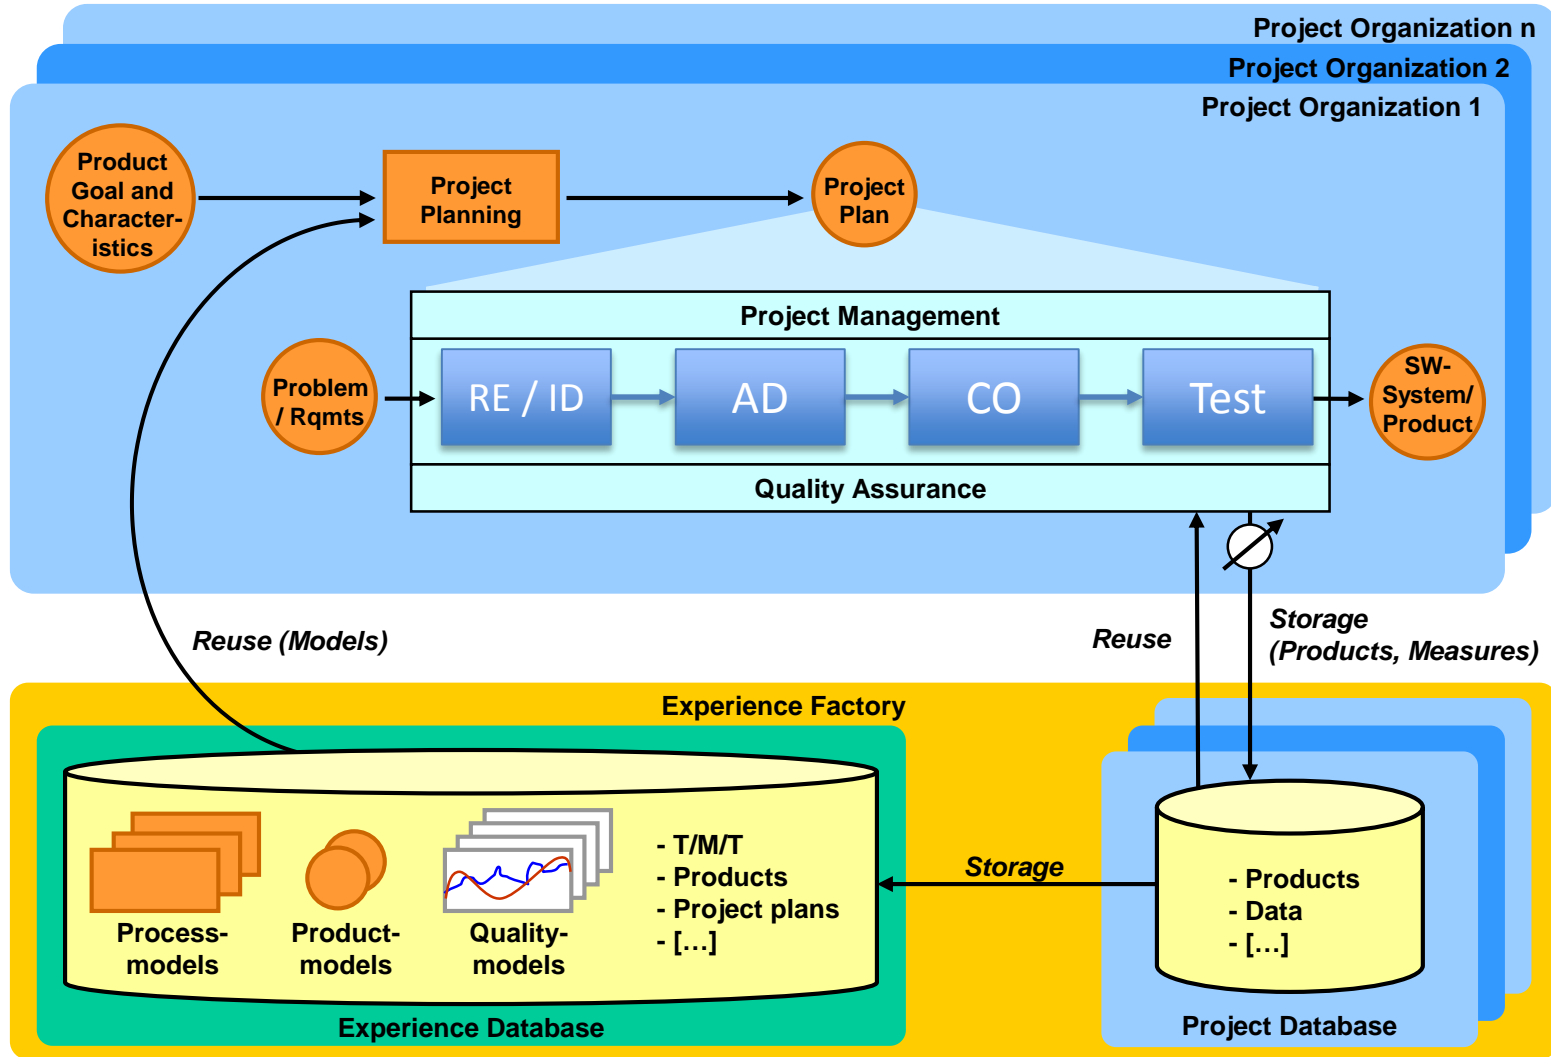 Project Organization n
Project Organization 2
Project Organization 1
Product
Goal and
Character-
istics
Project
Planning
Project
Plan
Project Management
Problem
/ Rqmts
RE / ID
AD
CO
Test
SW-
System/
Product
Quality Assurance
Reuse (Models)
Reuse
Storage
(Products, Measures)
Experience Factory
Process-
models
Product-
models
Quality-
models
- T/M/T
- Products
- Project plans
- […]
Storage
- Products
- Data
- […]
Experience Database
Project Database